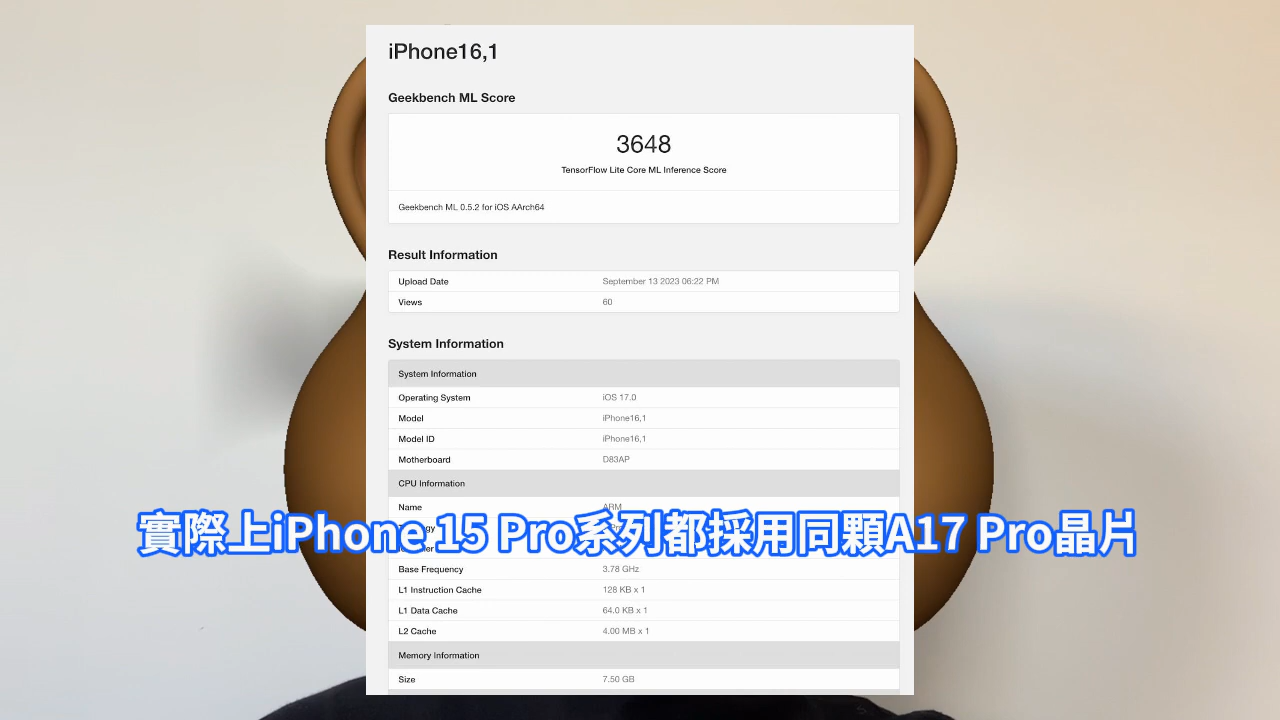 iPhone16,1
Geekbench ML Score
3648
TensorFlow Lite Core ML Inference Score
Geekbench ML 0.5.2 for iOS AArch64
Result Information
Upload Date September 13 2023 06:22 PM
Views 60
System Information
System Information
Operating System iOS 17.0
Model iPhone16,1
Model ID iPhone16,1
Motherboard D83AP
CPU Information
Name ARM
實際上iPhone 15 Pro系列都採用同顆A17 Pro晶片
Base Frequency 3.78 GHz
L1 Instruction Cache 128 KB x 1
L1 Data Cache 64.0 KB x 1
L2 Cache 4.00 MB x 1
Memory Information
Size 7.50 GB